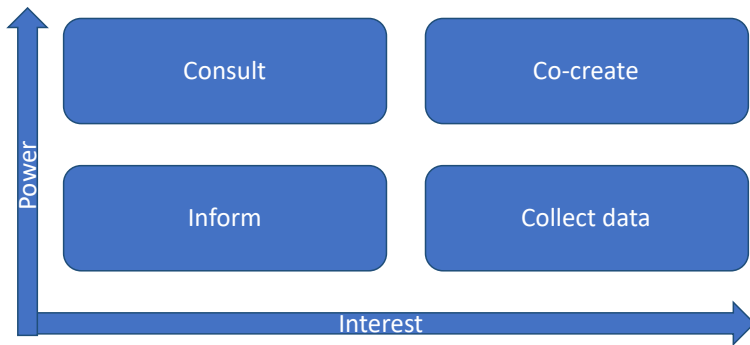 Consult
Co-create
Power
Inform
Collect data
Interest